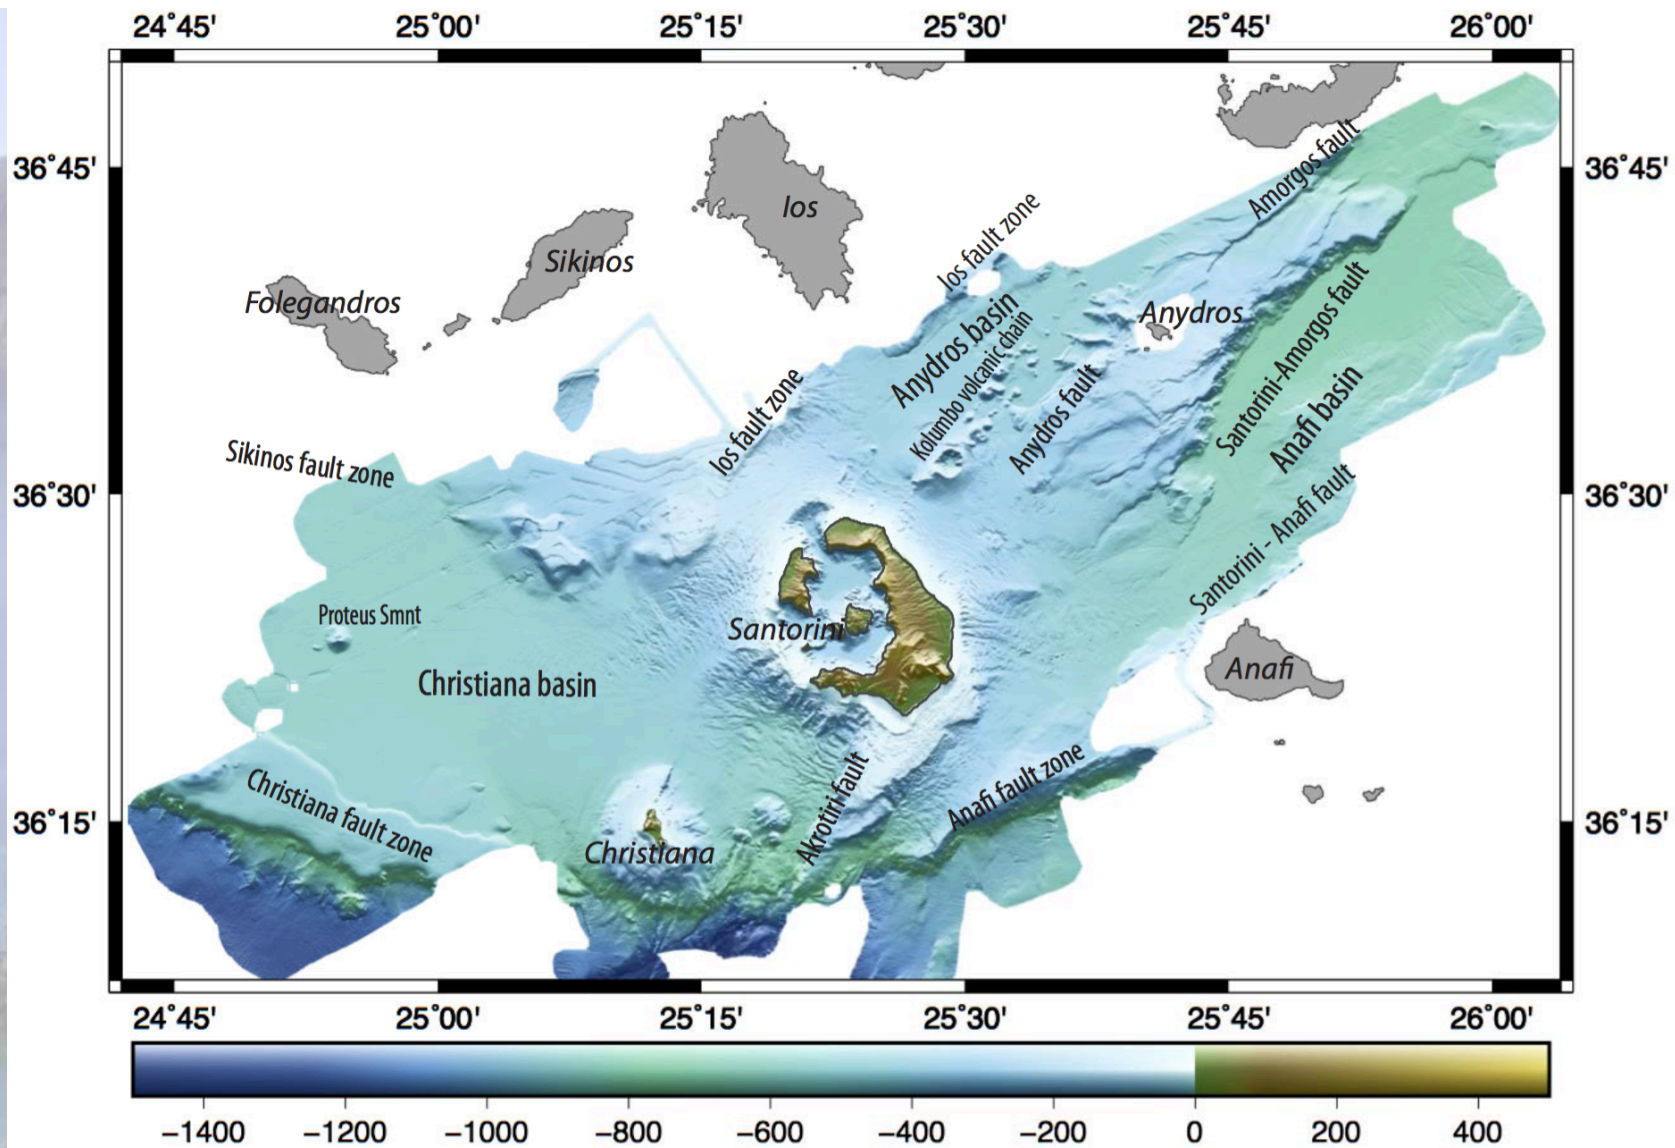 24°45' 25°00' 25°15' 25°30' 25°45' 26°00'
36°45' 36°45'
Amorgos fault
Ios
Ios fault zone
Sikinos
Folegandros
Anydros
Anydros basin
Kolumbo volcanic chain
Santorini-Amorgos fault
Ios fault zone
Anydros fault
Anafi basin
Sikinos fault zone
36°30' 36°30'
Santorini - Anafi fault
Proteus Smnt
Santorini
Anafi
Christiana basin
Christiana fault zone
Akrotiri fault
Anafi fault zone
36°15' 36°15'
Christiana
24°45' 25°00' 25°15' 25°30' 25°45' 26°00'
−1400 −1200 −1000 −800 −600 −400 −200 0 200 400